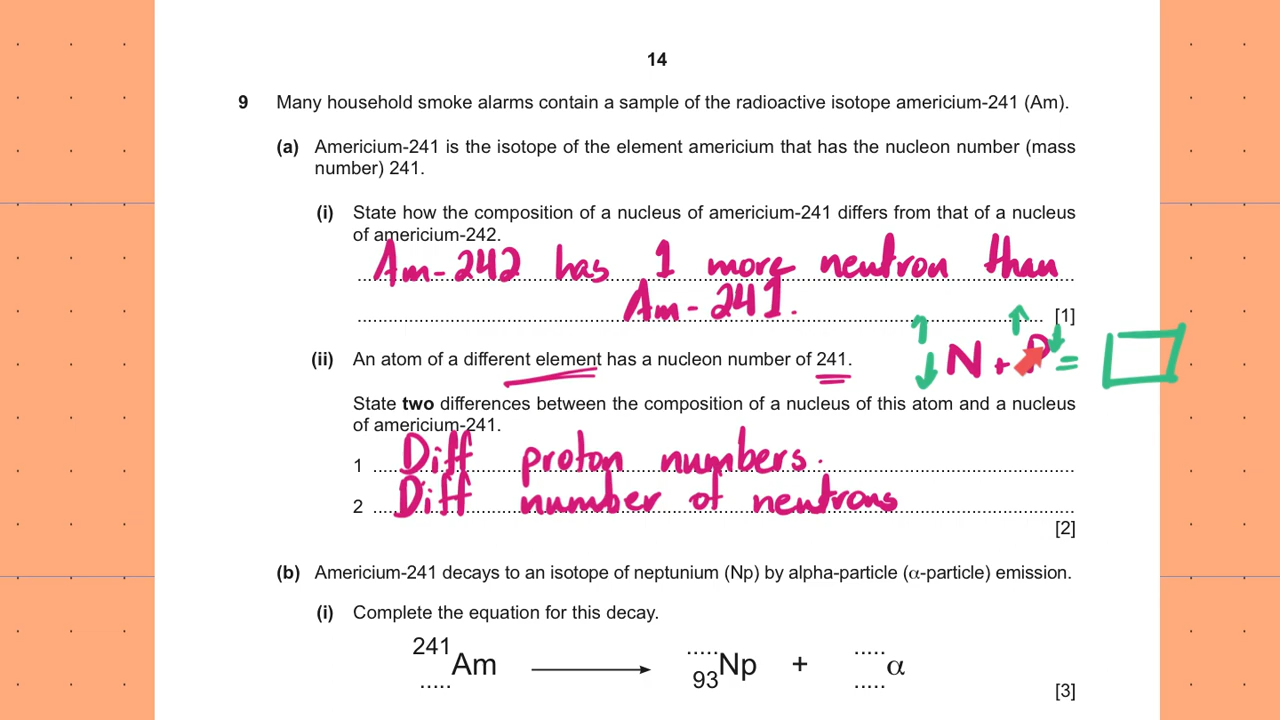 14
9 Many household smoke alarms contain a sample of the radioactive isotope americium-241 (Am).
(a) Americium-241 is the isotope of the element americium that has the nucleon number (mass
number) 241.
(i) State how the composition of a nucleus of americium-241 differs from that of a nucleus
of americium-242.
Am-242 has 1 more neutron than
Am-241.
[1]
(ii) An atom of a different element has a nucleon number of 241.
↑ ↓ N + ↑ P ↓ = □
State two differences between the composition of a nucleus of this atom and a nucleus
of americium-241.
1 Diff proton numbers.
2 Diff number of neutrons
[2]
(b) Americium-241 decays to an isotope of neptunium (Np) by alpha-particle (α-particle) emission.
(i) Complete the equation for this decay.
241 ..... Am → ..... 93 Np + ..... ..... α
[3]